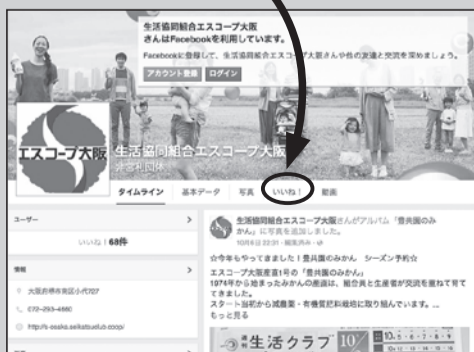 生活協同組合エスコープ大阪
さんはFacebookを利用しています。
Facebookに登録して、生活協同組合エスコープ大阪さんや他の友達と交流を深めましょう。
アカウント登録 ログイン
エスコープ大阪
生活協同組合エスコープ大阪
非営利団体
タイムライン 基本データ 写真 いいね！ 動画
ユーザー
いいね！68件
情報
大阪府堺市南区小代727
072-293-4660
http://s-osaka.seikatsuclub.coop/
生活協同組合エスコープ大阪さんがアルバム「豊共園のみ
かん」に写真を追加しました。
10月6日 22:31・編集済み・
☆今年もやってきました！豊共園のみかん シーズン予約☆
エスコープ大阪産直1号の「豊共園のみかん」
1974年から始まったみかんの産直は、組合員と生産者が交流を重ねて育て
てきました。
スタート当初から減農薬・有機質肥料栽培に取り組んでいます。...
もっと見る
週刊 生活クラブ